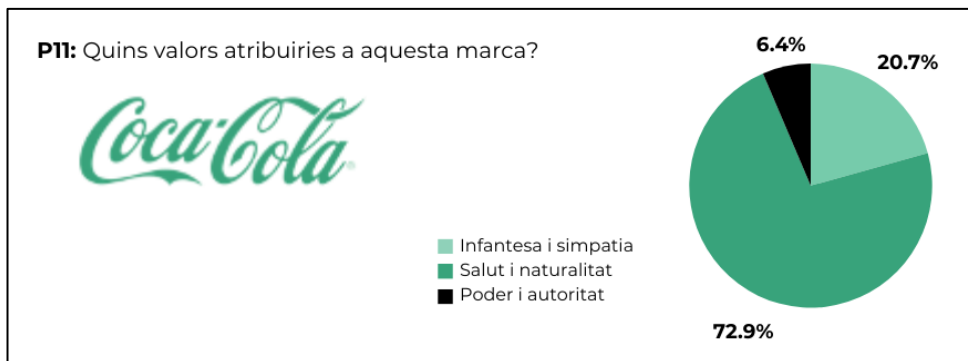 P11: Quins valors atribuiries a aquesta marca?
Coca-Cola®
6.4%
20.7%
Infantesa i simpatia
Salut i naturalitat
Poder i autoritat
72.9%